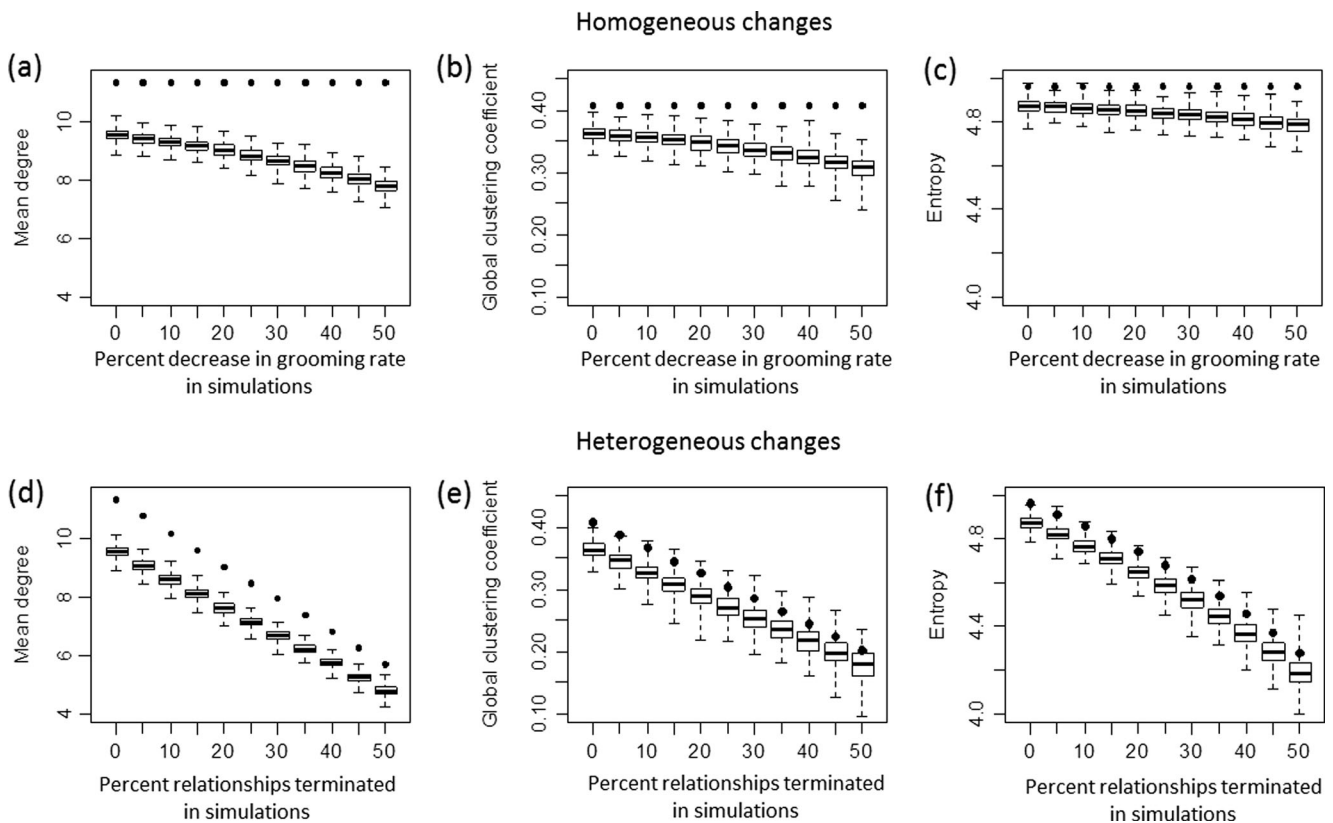 Homogeneous changes
(a)
Mean degree
10
8
6
4
0 10 20 30 40 50
Percent decrease in grooming rate
in simulations
(b)
Global clustering coefficient
0.40
0.30
0.20
0.10
0 10 20 30 40 50
Percent decrease in grooming rate
in simulations
(c)
Entropy
4.8
4.4
4.0
0 10 20 30 40 50
Percent decrease in grooming rate
in simulations
Heterogeneous changes
(d)
Mean degree
10
8
6
4
0 10 20 30 40 50
Percent relationships terminated
in simulations
(e)
Global clustering coefficient
0.40
0.30
0.20
0.10
0 10 20 30 40 50
Percent relationships terminated
in simulations
(f)
Entropy
4.8
4.4
4.0
0 10 20 30 40 50
Percent relationships terminated
in simulations